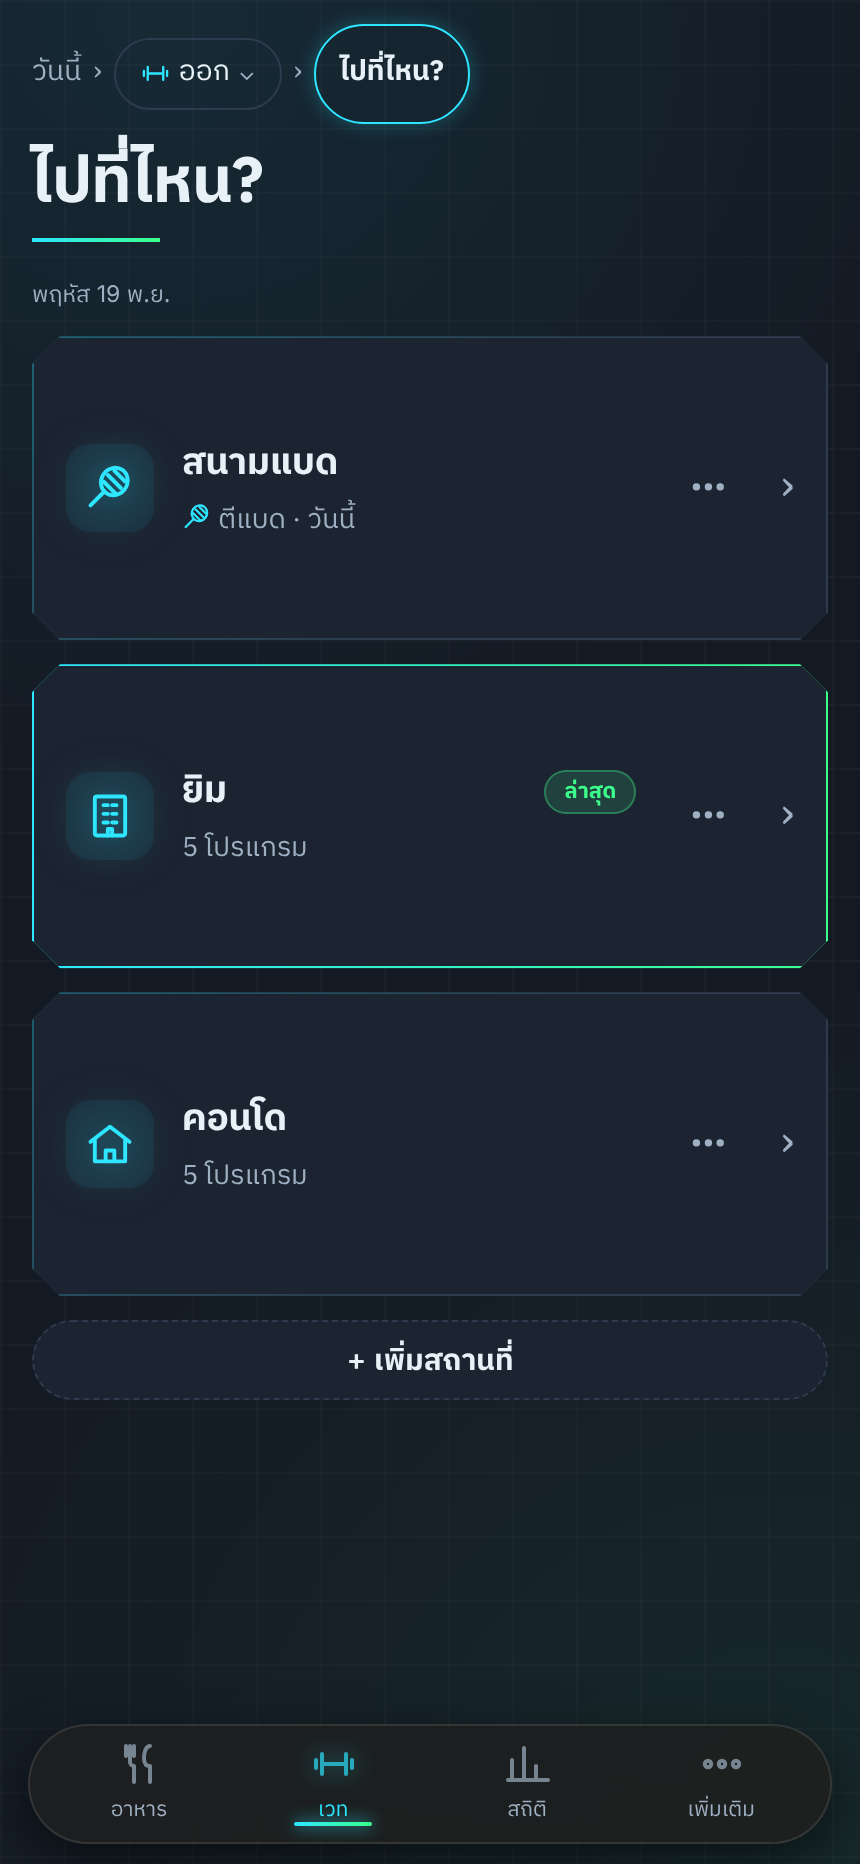 วันนี้ › ออก › ไปที่ไหน?
ไปที่ไหน?
พฤหัส 19 พ.ย.
สนามแบด
ตีแบด · วันนี้
ยิม
ล่าสุด
5 โปรแกรม
คอนโด
5 โปรแกรม
+ เพิ่มสถานที่
อาหาร เวท สถิติ เพิ่มเติม